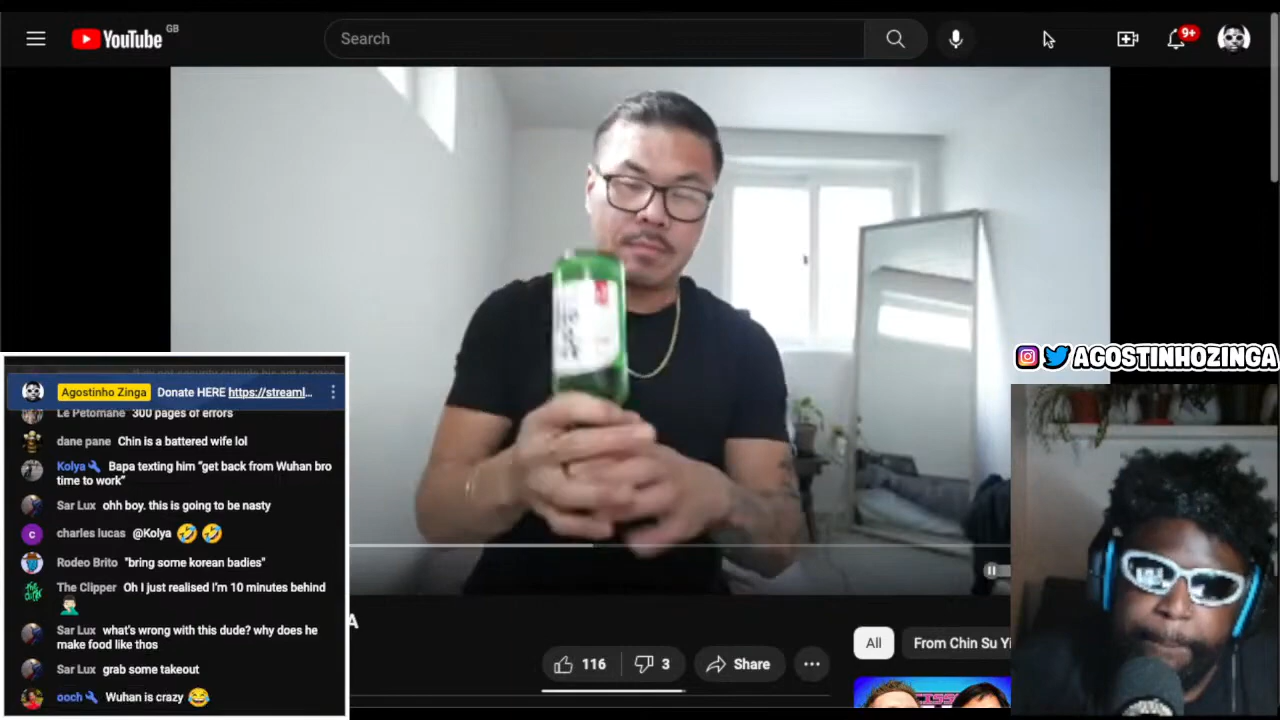 YouTube GB
Search
9+
AGOSTINHOZINGA
Agostinho Zinga Donate HERE https://streaml...
Le Petomane 300 pages of errors
dane pane Chin is a battered wife lol
Kolya Bapa texting him “get back from Wuhan bro
time to work”
Sar Lux ohh boy. this is going to be nasty
c charles lucas @Kolya
Rodeo Brito "bring some korean badies"
The Clipper Oh I just realised I'm 10 minutes behind
Sar Lux what's wrong with this dude? why does he
make food like thos
Sar Lux grab some takeout
ooch Wuhan is crazy
A
116 3 Share
All From Chin Su Yi